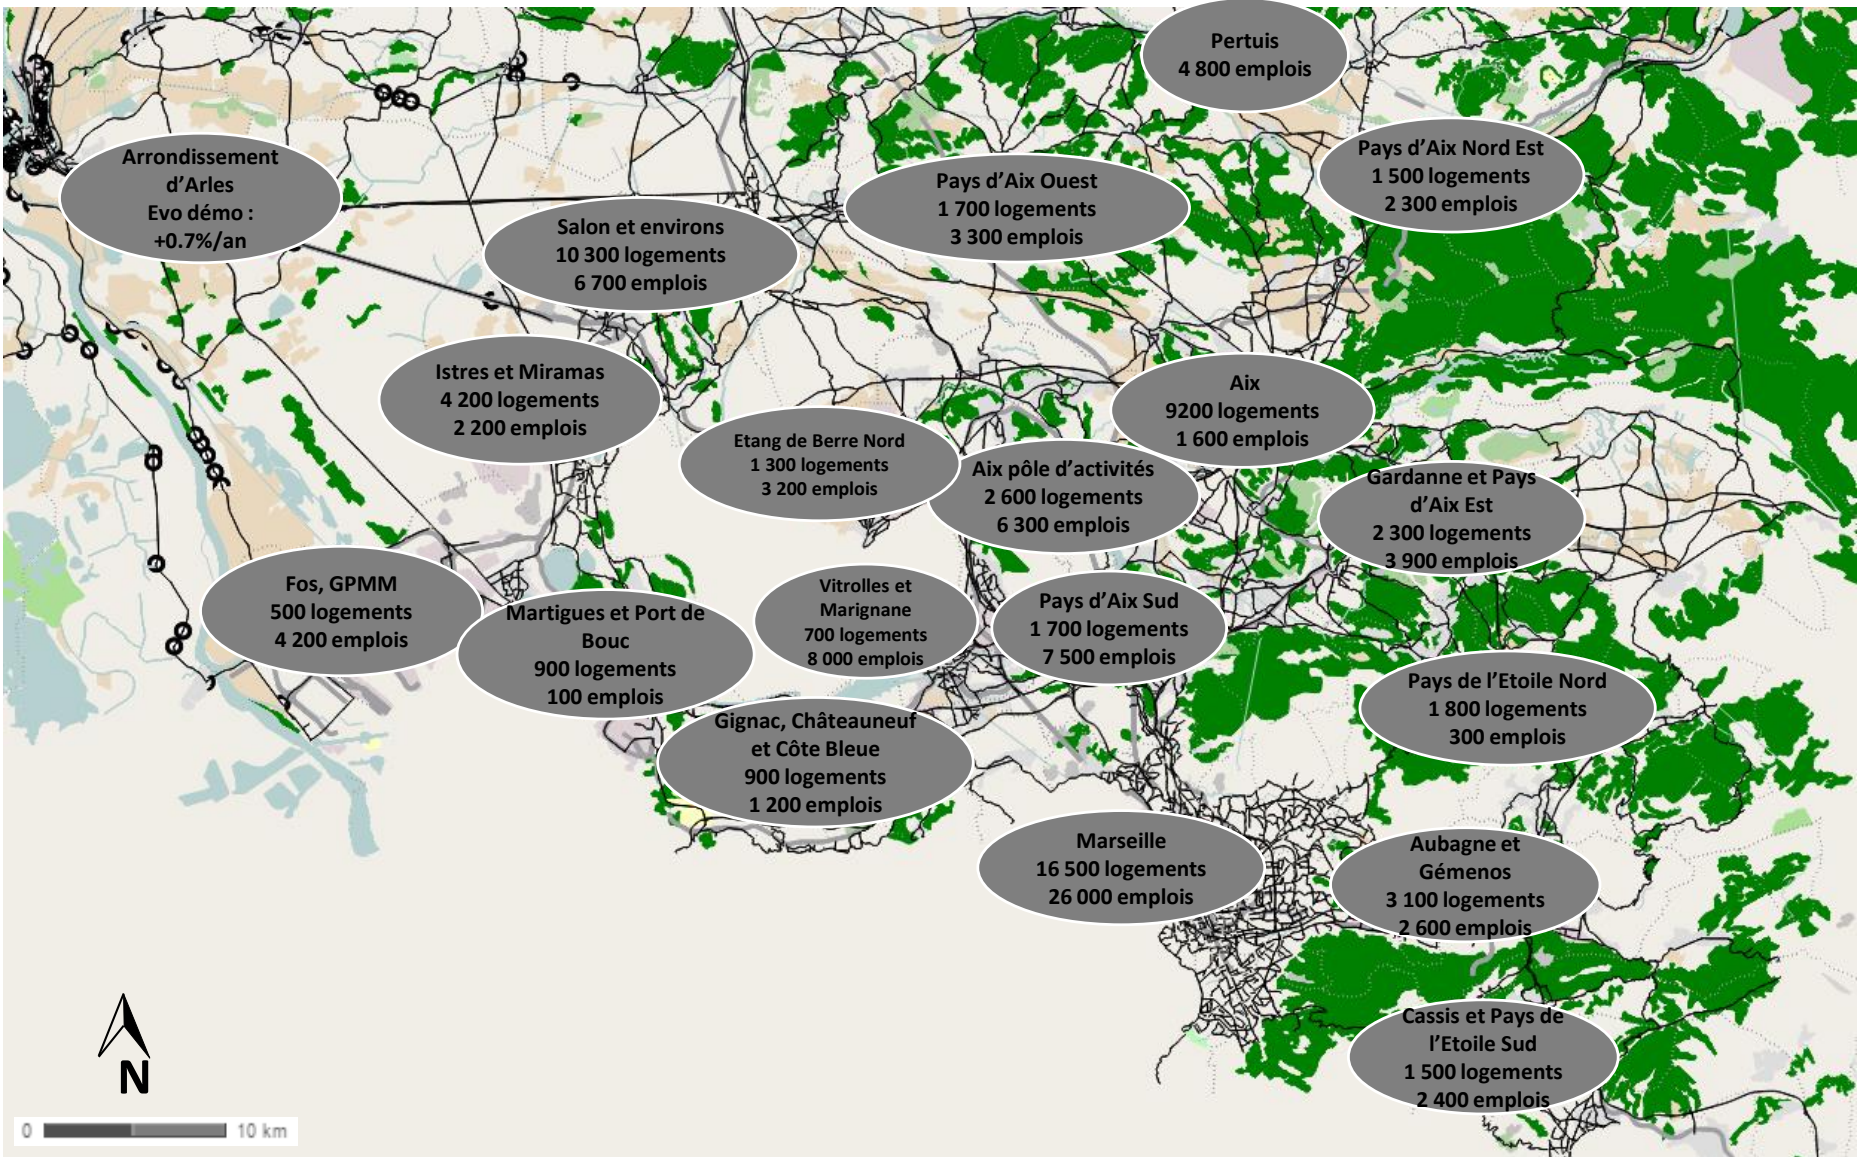 Pertuis
4 800 emplois
Arrondissement
d’Arles
Evo démo :
+0.7%/an
Pays d’Aix Nord Est
1 500 logements
2 300 emplois
Pays d’Aix Ouest
1 700 logements
3 300 emplois
Salon et environs
10 300 logements
6 700 emplois
Istres et Miramas
4 200 logements
2 200 emplois
Aix
9200 logements
1 600 emplois
Etang de Berre Nord
1 300 logements
3 200 emplois
Aix pôle d’activités
2 600 logements
6 300 emplois
Gardanne et Pays
d’Aix Est
2 300 logements
3 900 emplois
Fos, GPMM
500 logements
4 200 emplois
Martigues et Port de
Bouc
900 logements
100 emplois
Vitrolles et
Marignane
700 logements
8 000 emplois
Pays d’Aix Sud
1 700 logements
7 500 emplois
Pays de l’Etoile Nord
1 800 logements
300 emplois
Gignac, Châteauneuf
et Côte Bleue
900 logements
1 200 emplois
Marseille
16 500 logements
26 000 emplois
Aubagne et
Gémenos
3 100 logements
2 600 emplois
Cassis et Pays de
l’Etoile Sud
1 500 logements
2 400 emplois
N
0 10 km